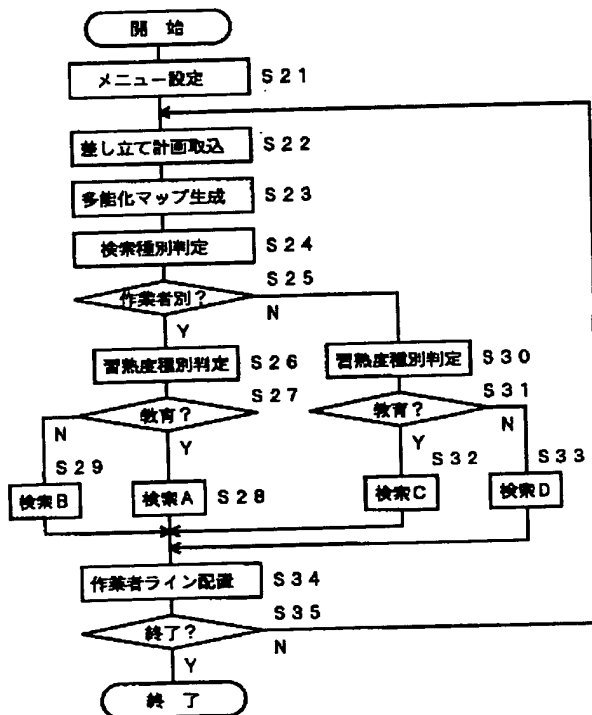 開 始
メニュー設定 S21
差し立て計画取込 S22
多能化マップ生成 S23
検索種別判定 S24
S25
作業者別?
N
Y
習熟度種別判定 S26
習熟度種別判定 S30
S27
教育?
N
Y
S31
教育?
Y
N
S29
検索B
検索A S28
S32
検索C
S33
検索D
作業者ライン配置 S34
S35
終了?
N
Y
終 了